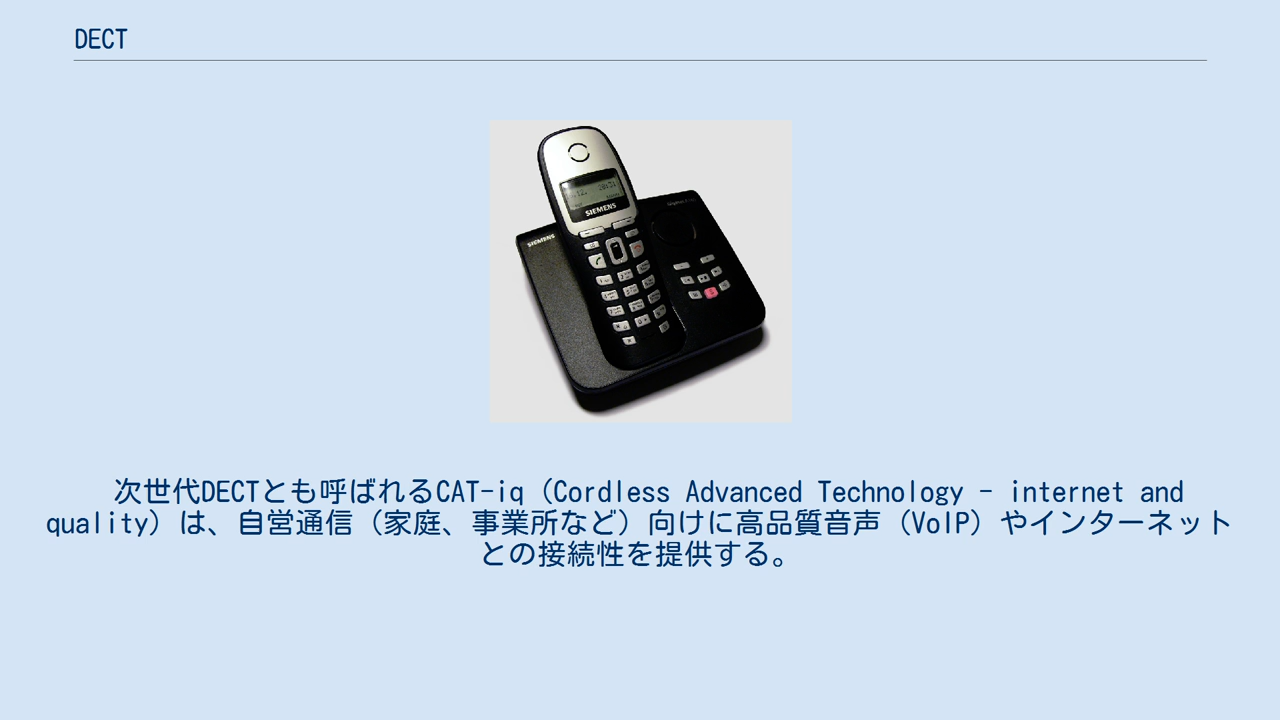 DECT
SIEMENS
SIEMENS
次世代DECTとも呼ばれるCAT-iq（Cordless Advanced Technology - internet and
quality）は、自営通信（家庭、事業所など）向けに高品質音声（VoIP）やインターネット
との接続性を提供する。